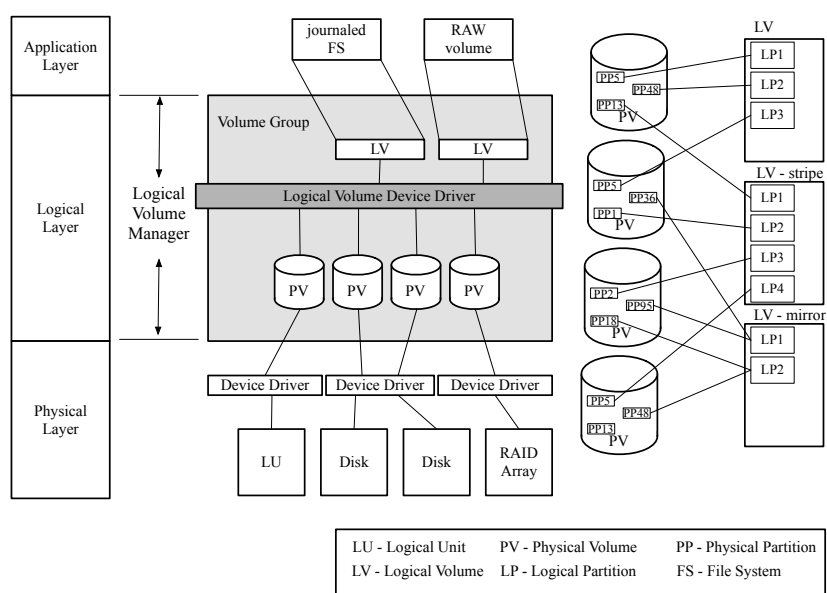 Application
Layer
Logical
Layer
Physical
Layer
Logical
Volume
Manager
journaled
FS
RAW
volume
Volume Group
LV
LV
Logical Volume Device Driver
PV
PV
PV
PV
Device Driver
Device Driver
Device Driver
LU
Disk
Disk
RAID
Array
PP5
PP48
PP13
PV
PP5
PP36
PP1
PV
PP2
PP95
PP18
PV
PP5
PP48
PP13
PV
LV
LP1
LP2
LP3
LV - stripe
LP1
LP2
LP3
LP4
LV - mirror
LP1
LP2
LU - Logical Unit PV - Physical Volume PP - Physical Partition
LV - Logical Volume LP - Logical Partition FS - File System